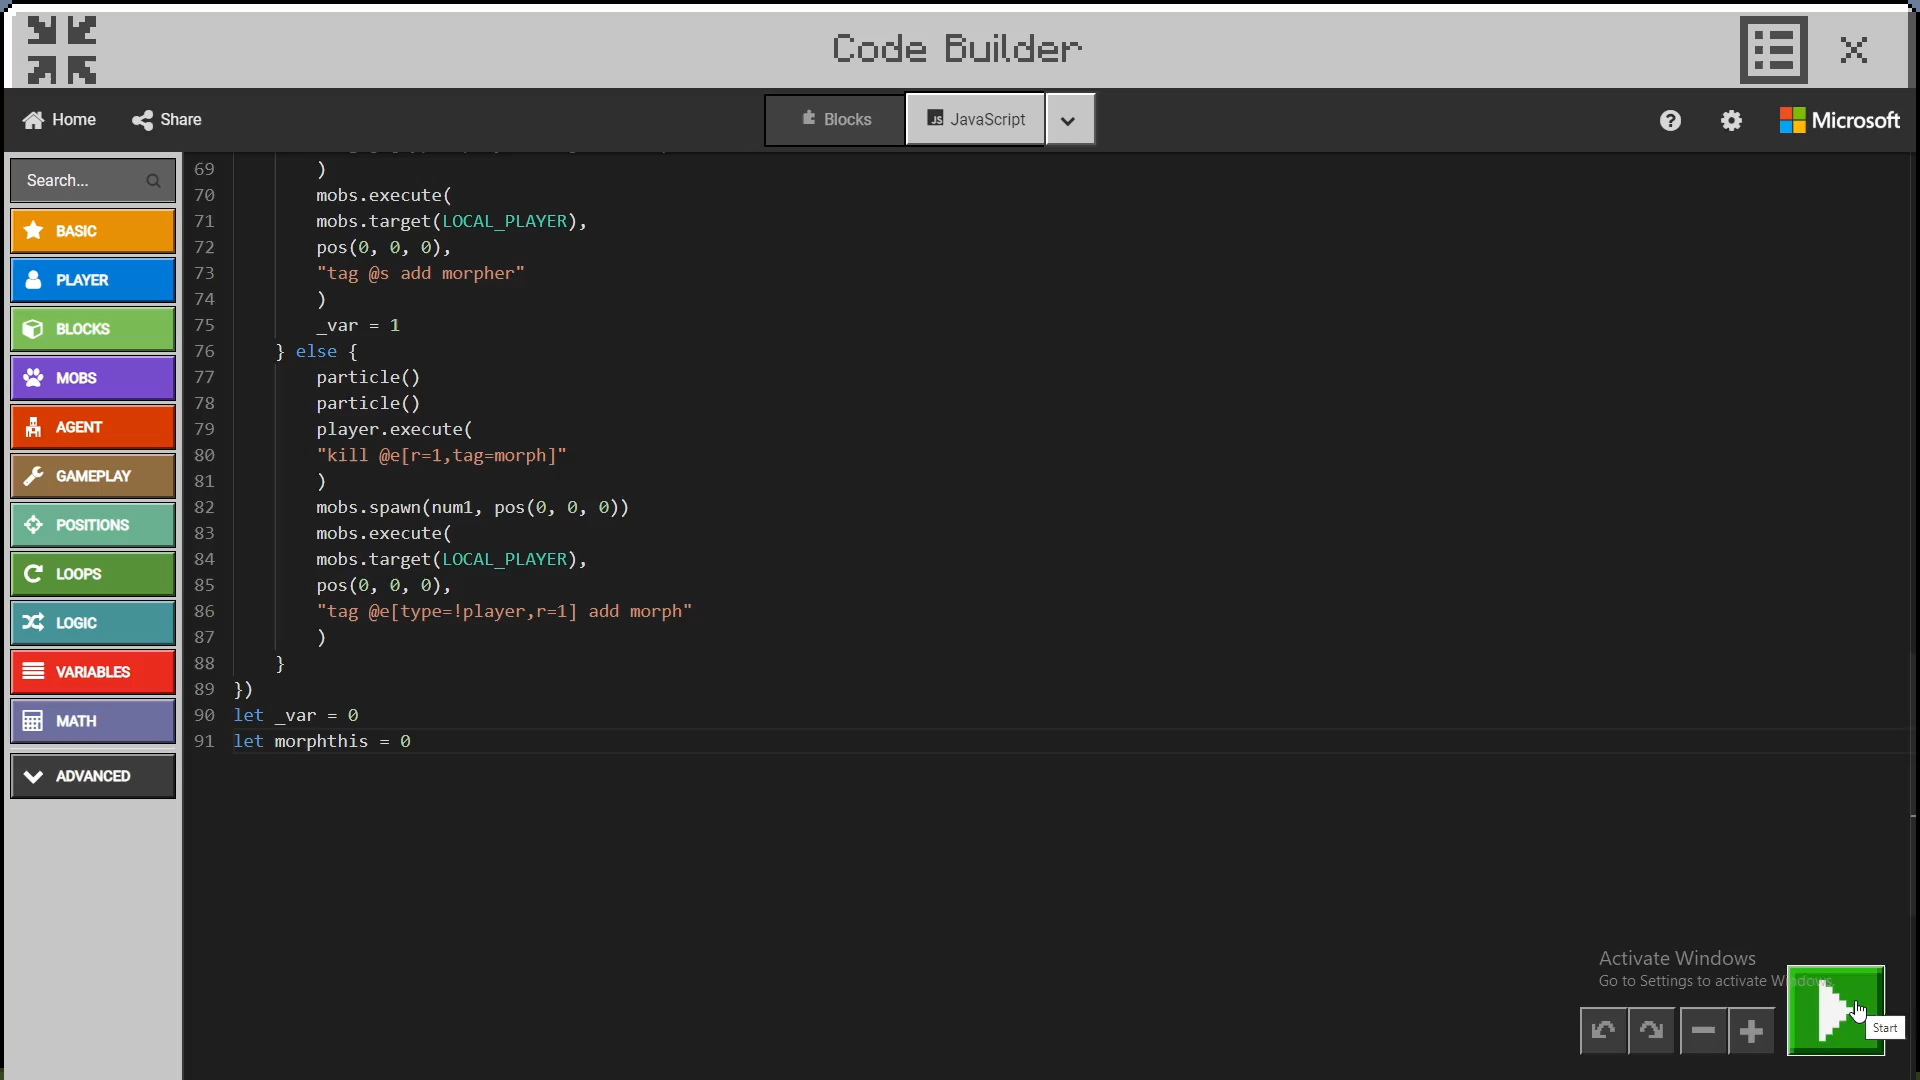 Code Builder
Home
Share
Blocks
JS JavaScript
?
Microsoft
Search...
BASIC
PLAYER
BLOCKS
MOBS
AGENT
GAMEPLAY
POSITIONS
LOOPS
LOGIC
VARIABLES
MATH
ADVANCED
69 )
70 mobs.execute(
71 mobs.target(LOCAL_PLAYER),
72 pos(0, 0, 0),
73 "tag @s add morpher"
74 )
75 _var = 1
76 } else {
77 particle()
78 particle()
79 player.execute(
80 "kill @e[r=1,tag=morph]"
81 )
82 mobs.spawn(num1, pos(0, 0, 0))
83 mobs.execute(
84 mobs.target(LOCAL_PLAYER),
85 pos(0, 0, 0),
86 "tag @e[type=!player,r=1] add morph"
87 )
88 }
89 })
90 let _var = 0
91 let morphthis = 0
Activate Windows
Go to Settings to activate Windows.
Start